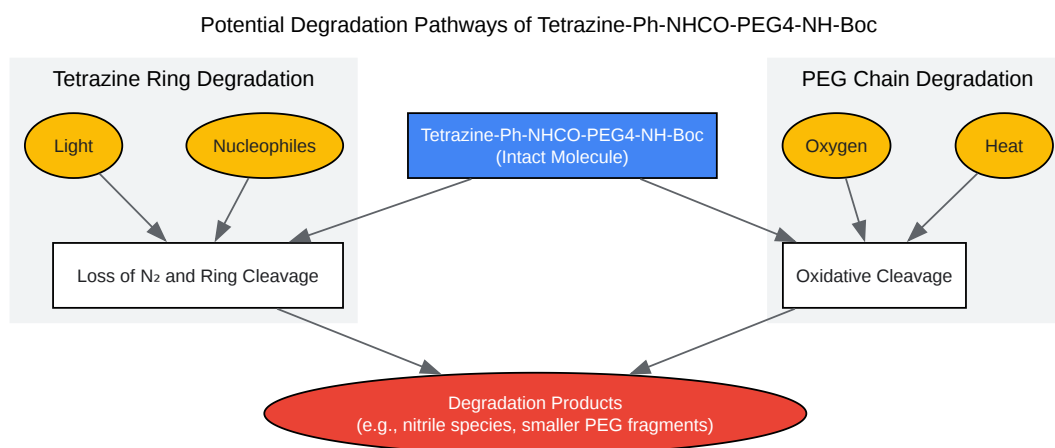 Potential Degradation Pathways of Tetrazine-Ph-NHCO-PEG4-NH-Boc
Tetrazine Ring Degradation
PEG Chain Degradation
Light
Nucleophiles
Tetrazine-Ph-NHCO-PEG4-NH-Boc
(Intact Molecule)
Oxygen
Heat
Loss of N₂ and Ring Cleavage
Oxidative Cleavage
Degradation Products
(e.g., nitrile species, smaller PEG fragments)